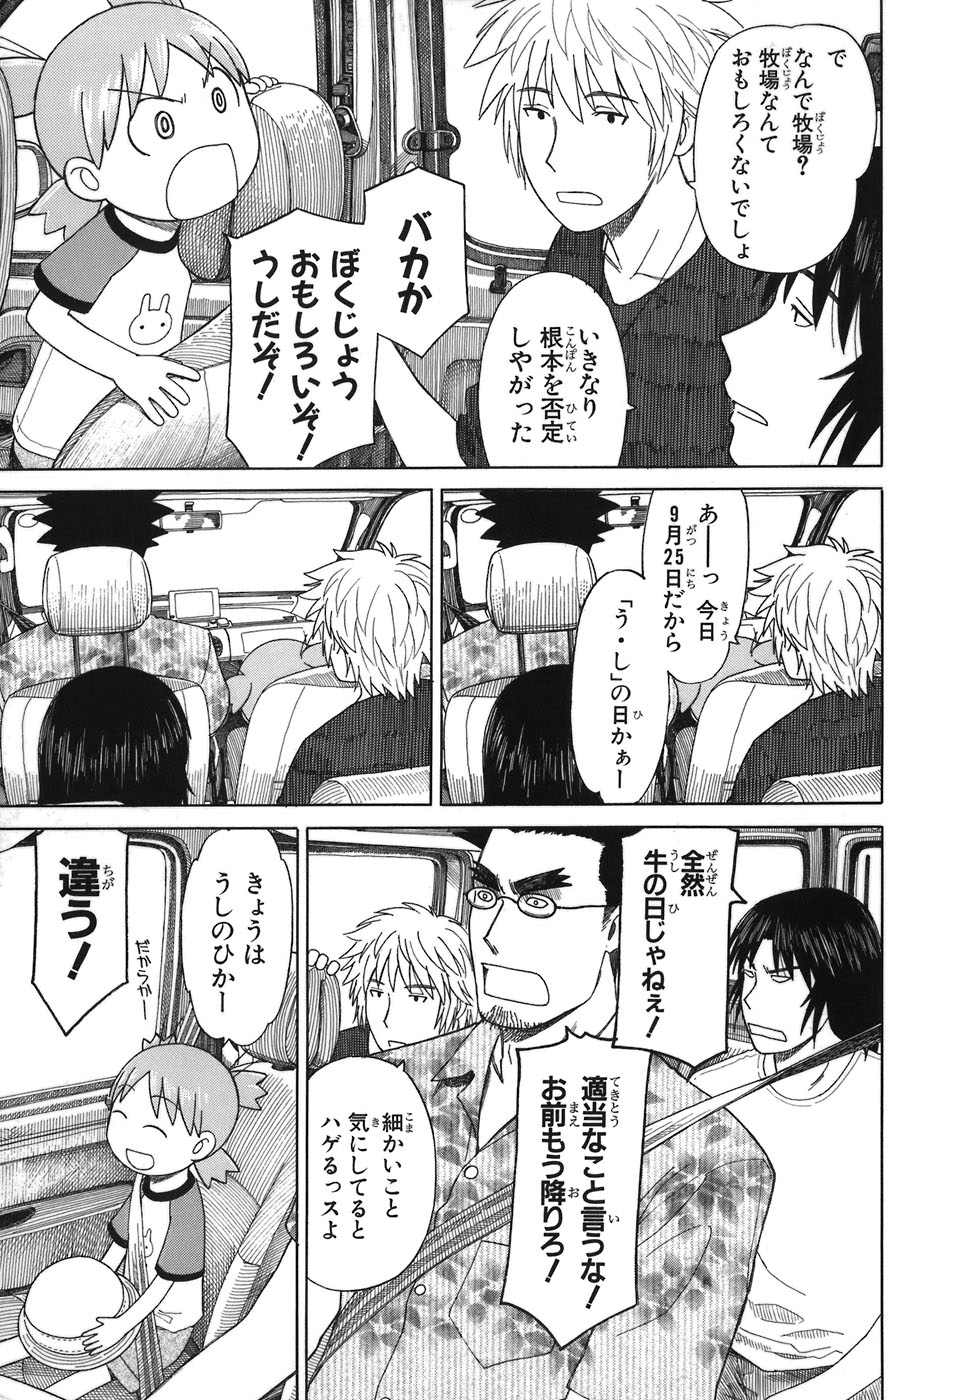 で
なんで牧場?
牧場なんて
おもしろくないでしょ
いきなり
根本を否定
しやがった
バカか
ぼくじょう
おもしろいぞ!
うしだぞ!
あーっ 今日
9月25日だから
「う・し」の日かぁー
全然
牛の日じゃねぇ!
適当なこと言うな!
お前もう降りろ!
細かいこと
気にしてると
ハゲるっスよ
きょうは
うしのひかー
違う!
だからかー